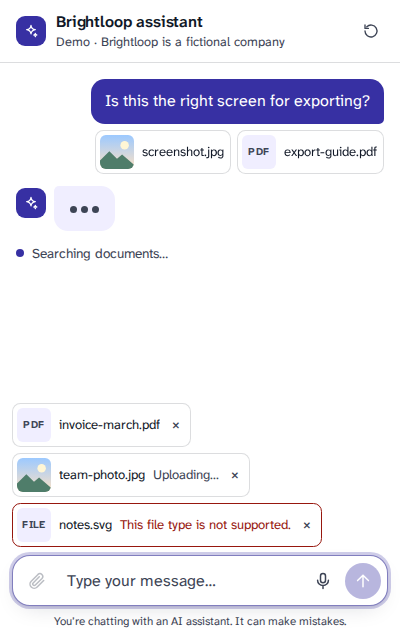 Brightloop assistant
Demo · Brightloop is a fictional company
Is this the right screen for exporting?
screenshot.jpg
PDF export-guide.pdf
Searching documents...
PDF invoice-march.pdf ×
team-photo.jpg Uploading... ×
FILE notes.svg This file type is not supported. ×
Type your message...
You're chatting with an AI assistant. It can make mistakes.